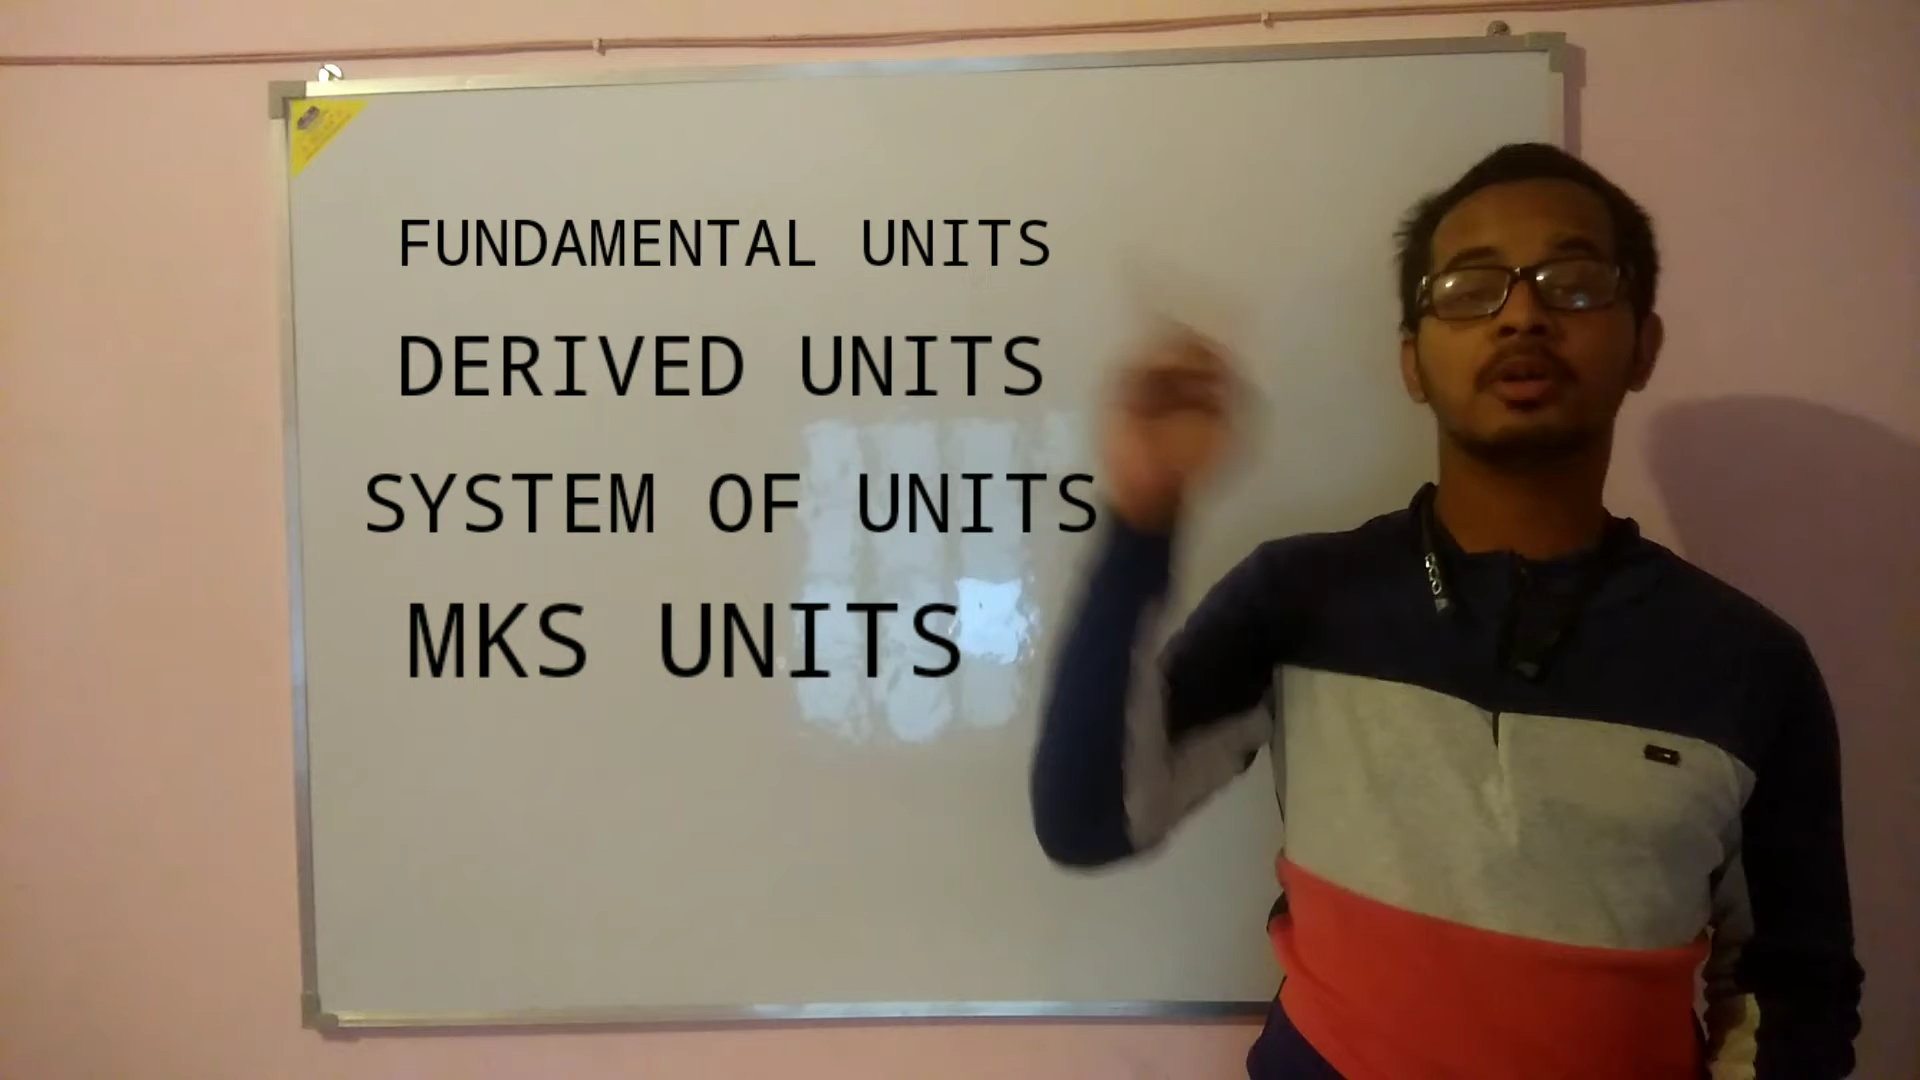 FUNDAMENTAL UNITS
DERIVED UNITS
SYSTEM OF UNITS
MKS UNITS